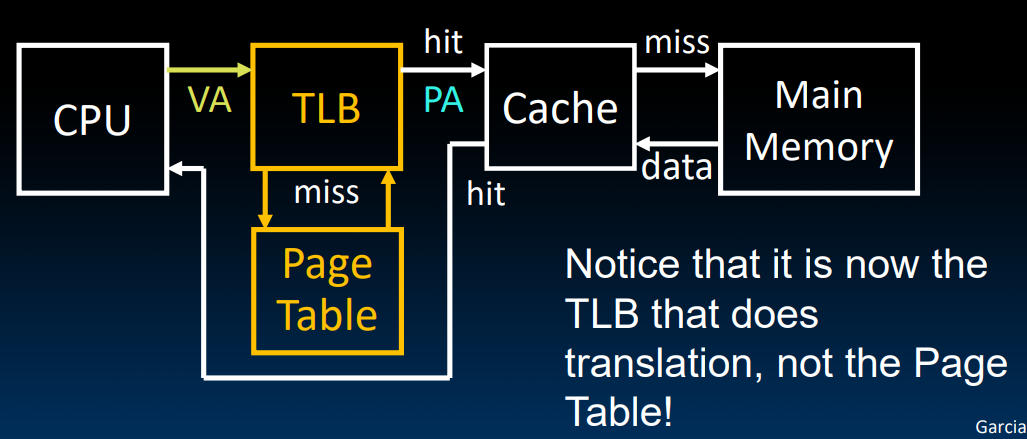 hit
miss
CPU
VA
TLB
PA
Cache
Main
Memory
miss
hit
data
Page
Table
Notice that it is now the
TLB that does
translation, not the Page
Table!
Garcia